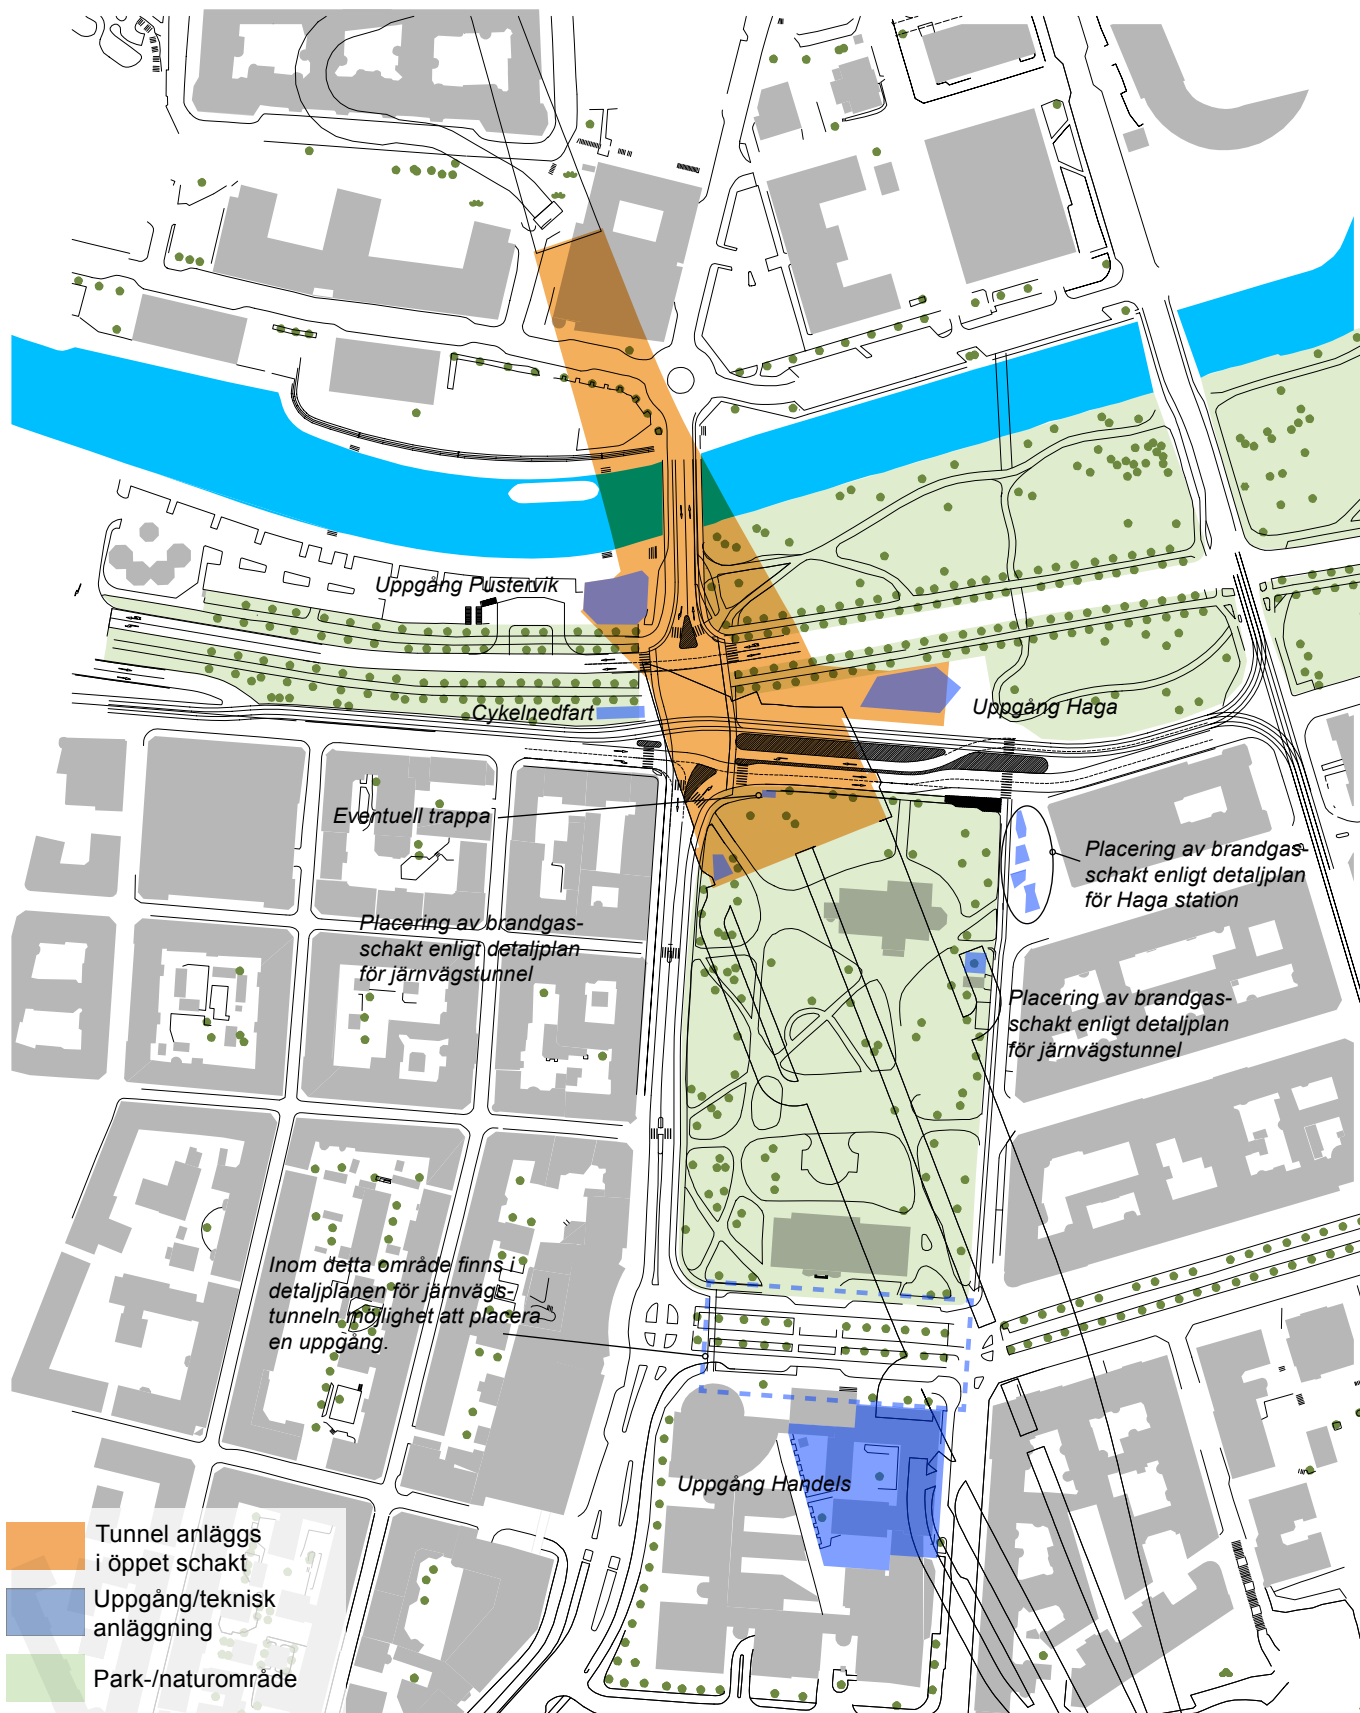 Uppgång Pustervik
Cykelnedfart
Uppgång Haga
Eventuell trappa
Placering av brandgas-
schakt enligt detaljplan
för Haga station
Placering av brandgas-
schakt enligt detaljplan
för järnvägstunnel
Placering av brandgas-
schakt enligt detaljplan
för järnvägstunnel
Inom detta område finns i
detaljplanen för järnvägs-
tunneln möjlighet att placera
en uppgång.
Uppgång Handels
Tunnel anläggs
i öppet schakt
Uppgång/teknisk
anläggning
Park-/naturområde